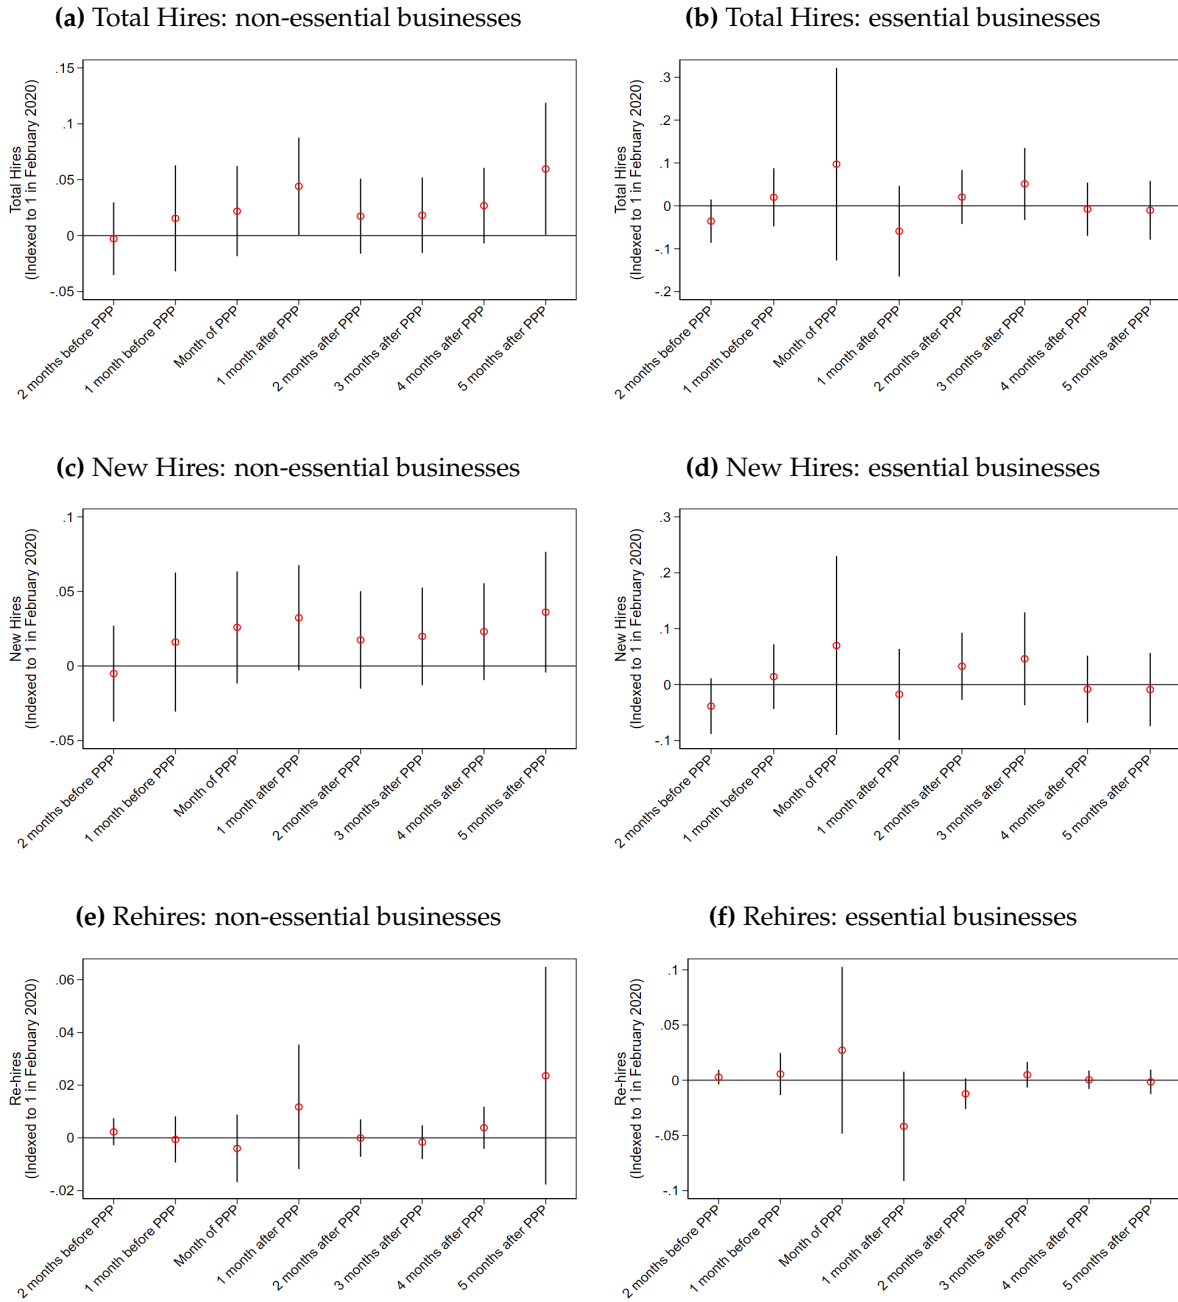 (a) Total Hires: non-essential businesses
Total Hires
(Indexed to 1 in February 2020)
.15
.1
.05
0
-.05
2 months before PPP
1 month before PPP
Month of PPP
1 month after PPP
2 months after PPP
3 months after PPP
4 months after PPP
5 months after PPP
(b) Total Hires: essential businesses
Total Hires
(Indexed to 1 in February 2020)
.3
.2
0.1
0
-0.1
-.2
2 months before PPP
1 month before PPP
Month of PPP
1 month after PPP
2 months after PPP
3 months after PPP
4 months after PPP
5 months after PPP
(c) New Hires: non-essential businesses
New Hires
(Indexed to 1 in February 2020)
.1
.05
0
-.05
2 months before PPP
1 month before PPP
Month of PPP
1 month after PPP
2 months after PPP
3 months after PPP
4 months after PPP
5 months after PPP
(d) New Hires: essential businesses
New Hires
(Indexed to 1 in February 2020)
.3
.2
0.1
0
-0.1
2 months before PPP
1 month before PPP
Month of PPP
1 month after PPP
2 months after PPP
3 months after PPP
4 months after PPP
5 months after PPP
(e) Rehires: non-essential businesses
Re-hires
(Indexed to 1 in February 2020)
.06
.04
.02
0
-.02
2 months before PPP
1 month before PPP
Month of PPP
1 month after PPP
2 months after PPP
3 months after PPP
4 months after PPP
5 months after PPP
(f) Rehires: essential businesses
Re-hires
(Indexed to 1 in February 2020)
.1
.05
0
-0.05
-.1
2 months before PPP
1 month before PPP
Month of PPP
1 month after PPP
2 months after PPP
3 months after PPP
4 months after PPP
5 months after PPP